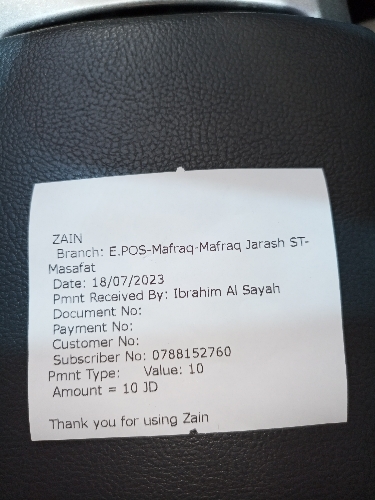 ZAIN
Branch: E.POS-Mafraq-Mafraq Jarash ST-
Masafat
Date: 18/07/2023
Pmnt Received By: Ibrahim Al Sayah
Document No:
Payment No:
Customer No:
Subscriber No: 0788152760
Pmnt Type: Value: 10
Amount = 10 JD
Thank you for using Zain